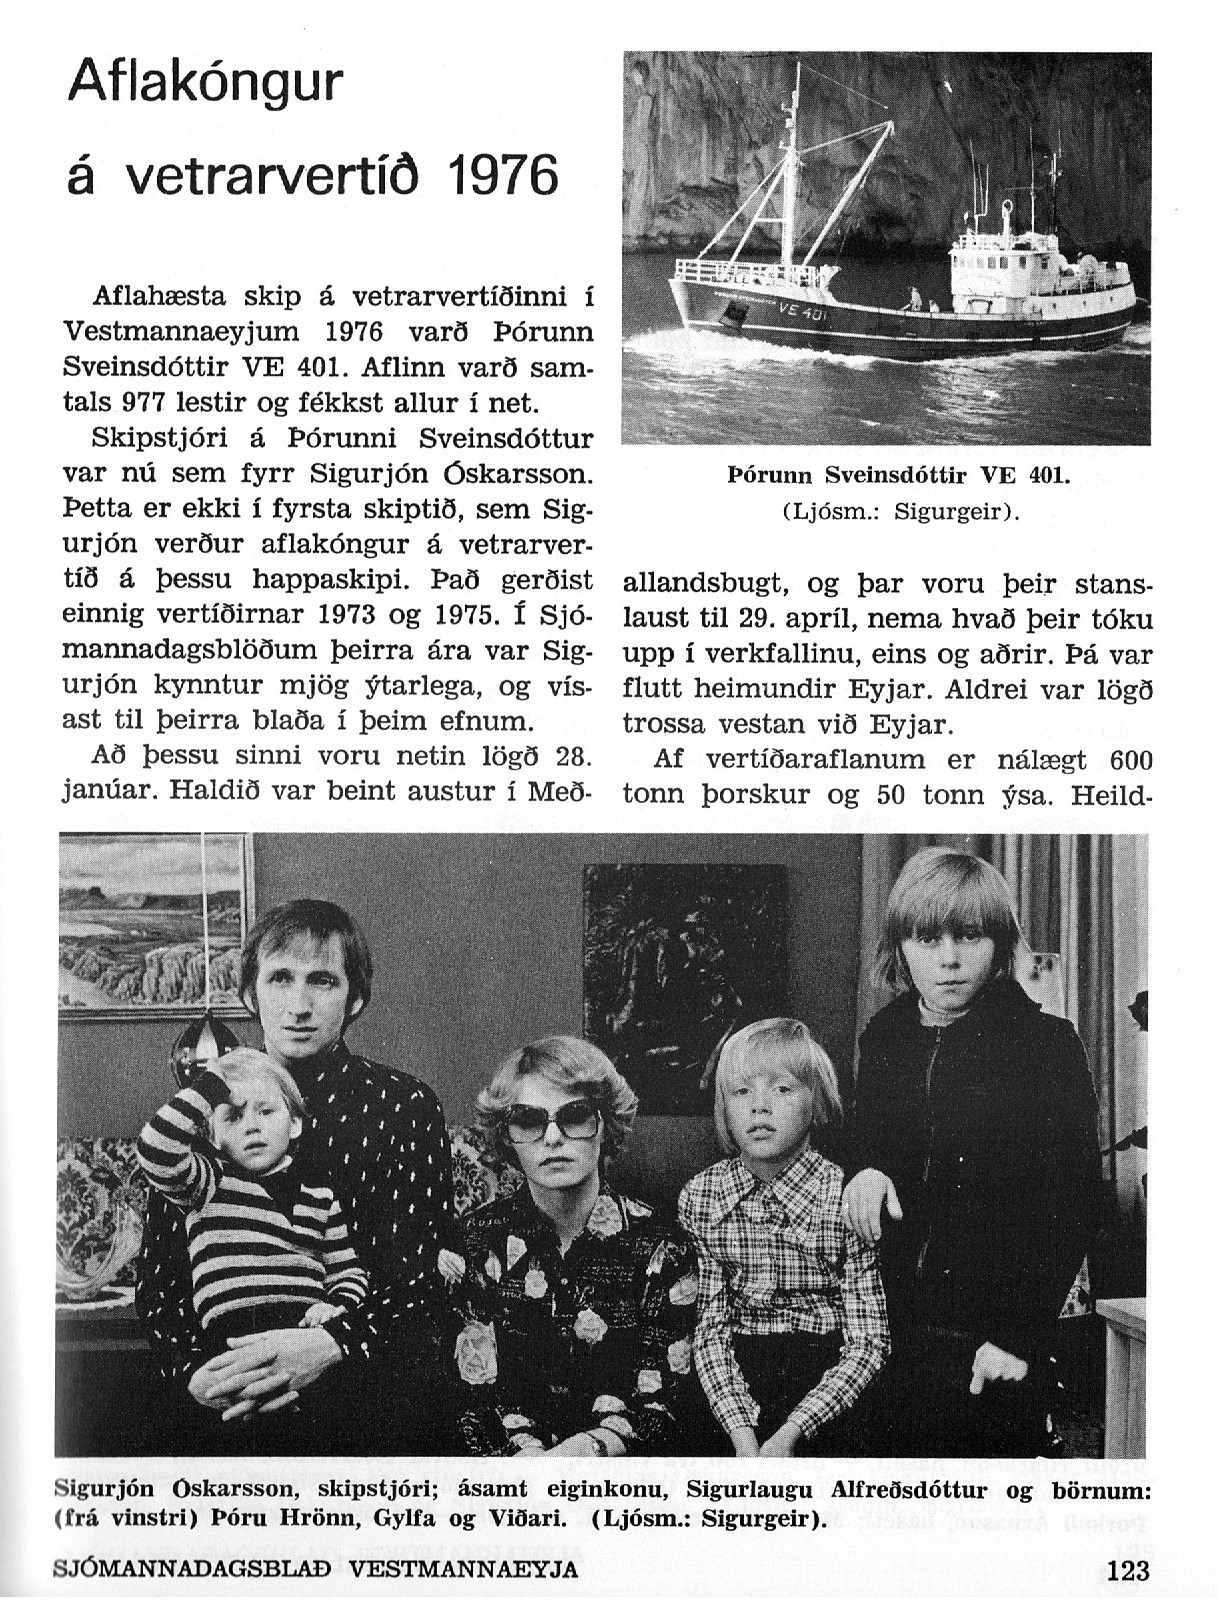 Aflakóngur
á vetrarvertíð 1976
Aflahæsta skip á vetrarvertíðinni í
Vestmannaeyjum 1976 varð Þórunn
Sveinsdóttir VE 401. Aflinn varð sam-
tals 977 lestir og fékkst allur í net.
Skipstjóri á Þórunni Sveinsdóttur
var nú sem fyrr Sigurjón Óskarsson.
Þetta er ekki í fyrsta skiptið, sem Sig-
urjón verður aflakóngur á vetrarver-
tíð á þessu happaskipi. Það gerðist
einnig vertíðirnar 1973 og 1975. Í Sjó-
mannadagsblöðum þeirra ára var Sig-
urjón kynntur mjög ýtarlega, og vís-
ast til þeirra blaða í þeim efnum.
Að þessu sinni voru netin lögð 28.
janúar. Haldið var beint austur í Með-
VE 401
Þórunn Sveinsdóttir VE 401.
(Ljósm.: Sigurgeir).
allandsbugt, og þar voru þeir stans-
laust til 29. apríl, nema hvað þeir tóku
upp í verkfallinu, eins og aðrir. Þá var
flutt heimundir Eyjar. Aldrei var lögð
trossa vestan við Eyjar.
Af vertíðaraflanum er nálægt 600
tonn þorskur og 50 tonn ýsa. Heild-
Sigurjón Óskarsson, skipstjóri; ásamt eiginkonu, Sigurlaugu Alfreðsdóttur og börnum:
(frá vinstri) Þóru Hrönn, Gylfa og Viðari. (Ljósm.: Sigurgeir).
SJÓMANNADAGSBLAÐ VESTMANNAEYJA
123